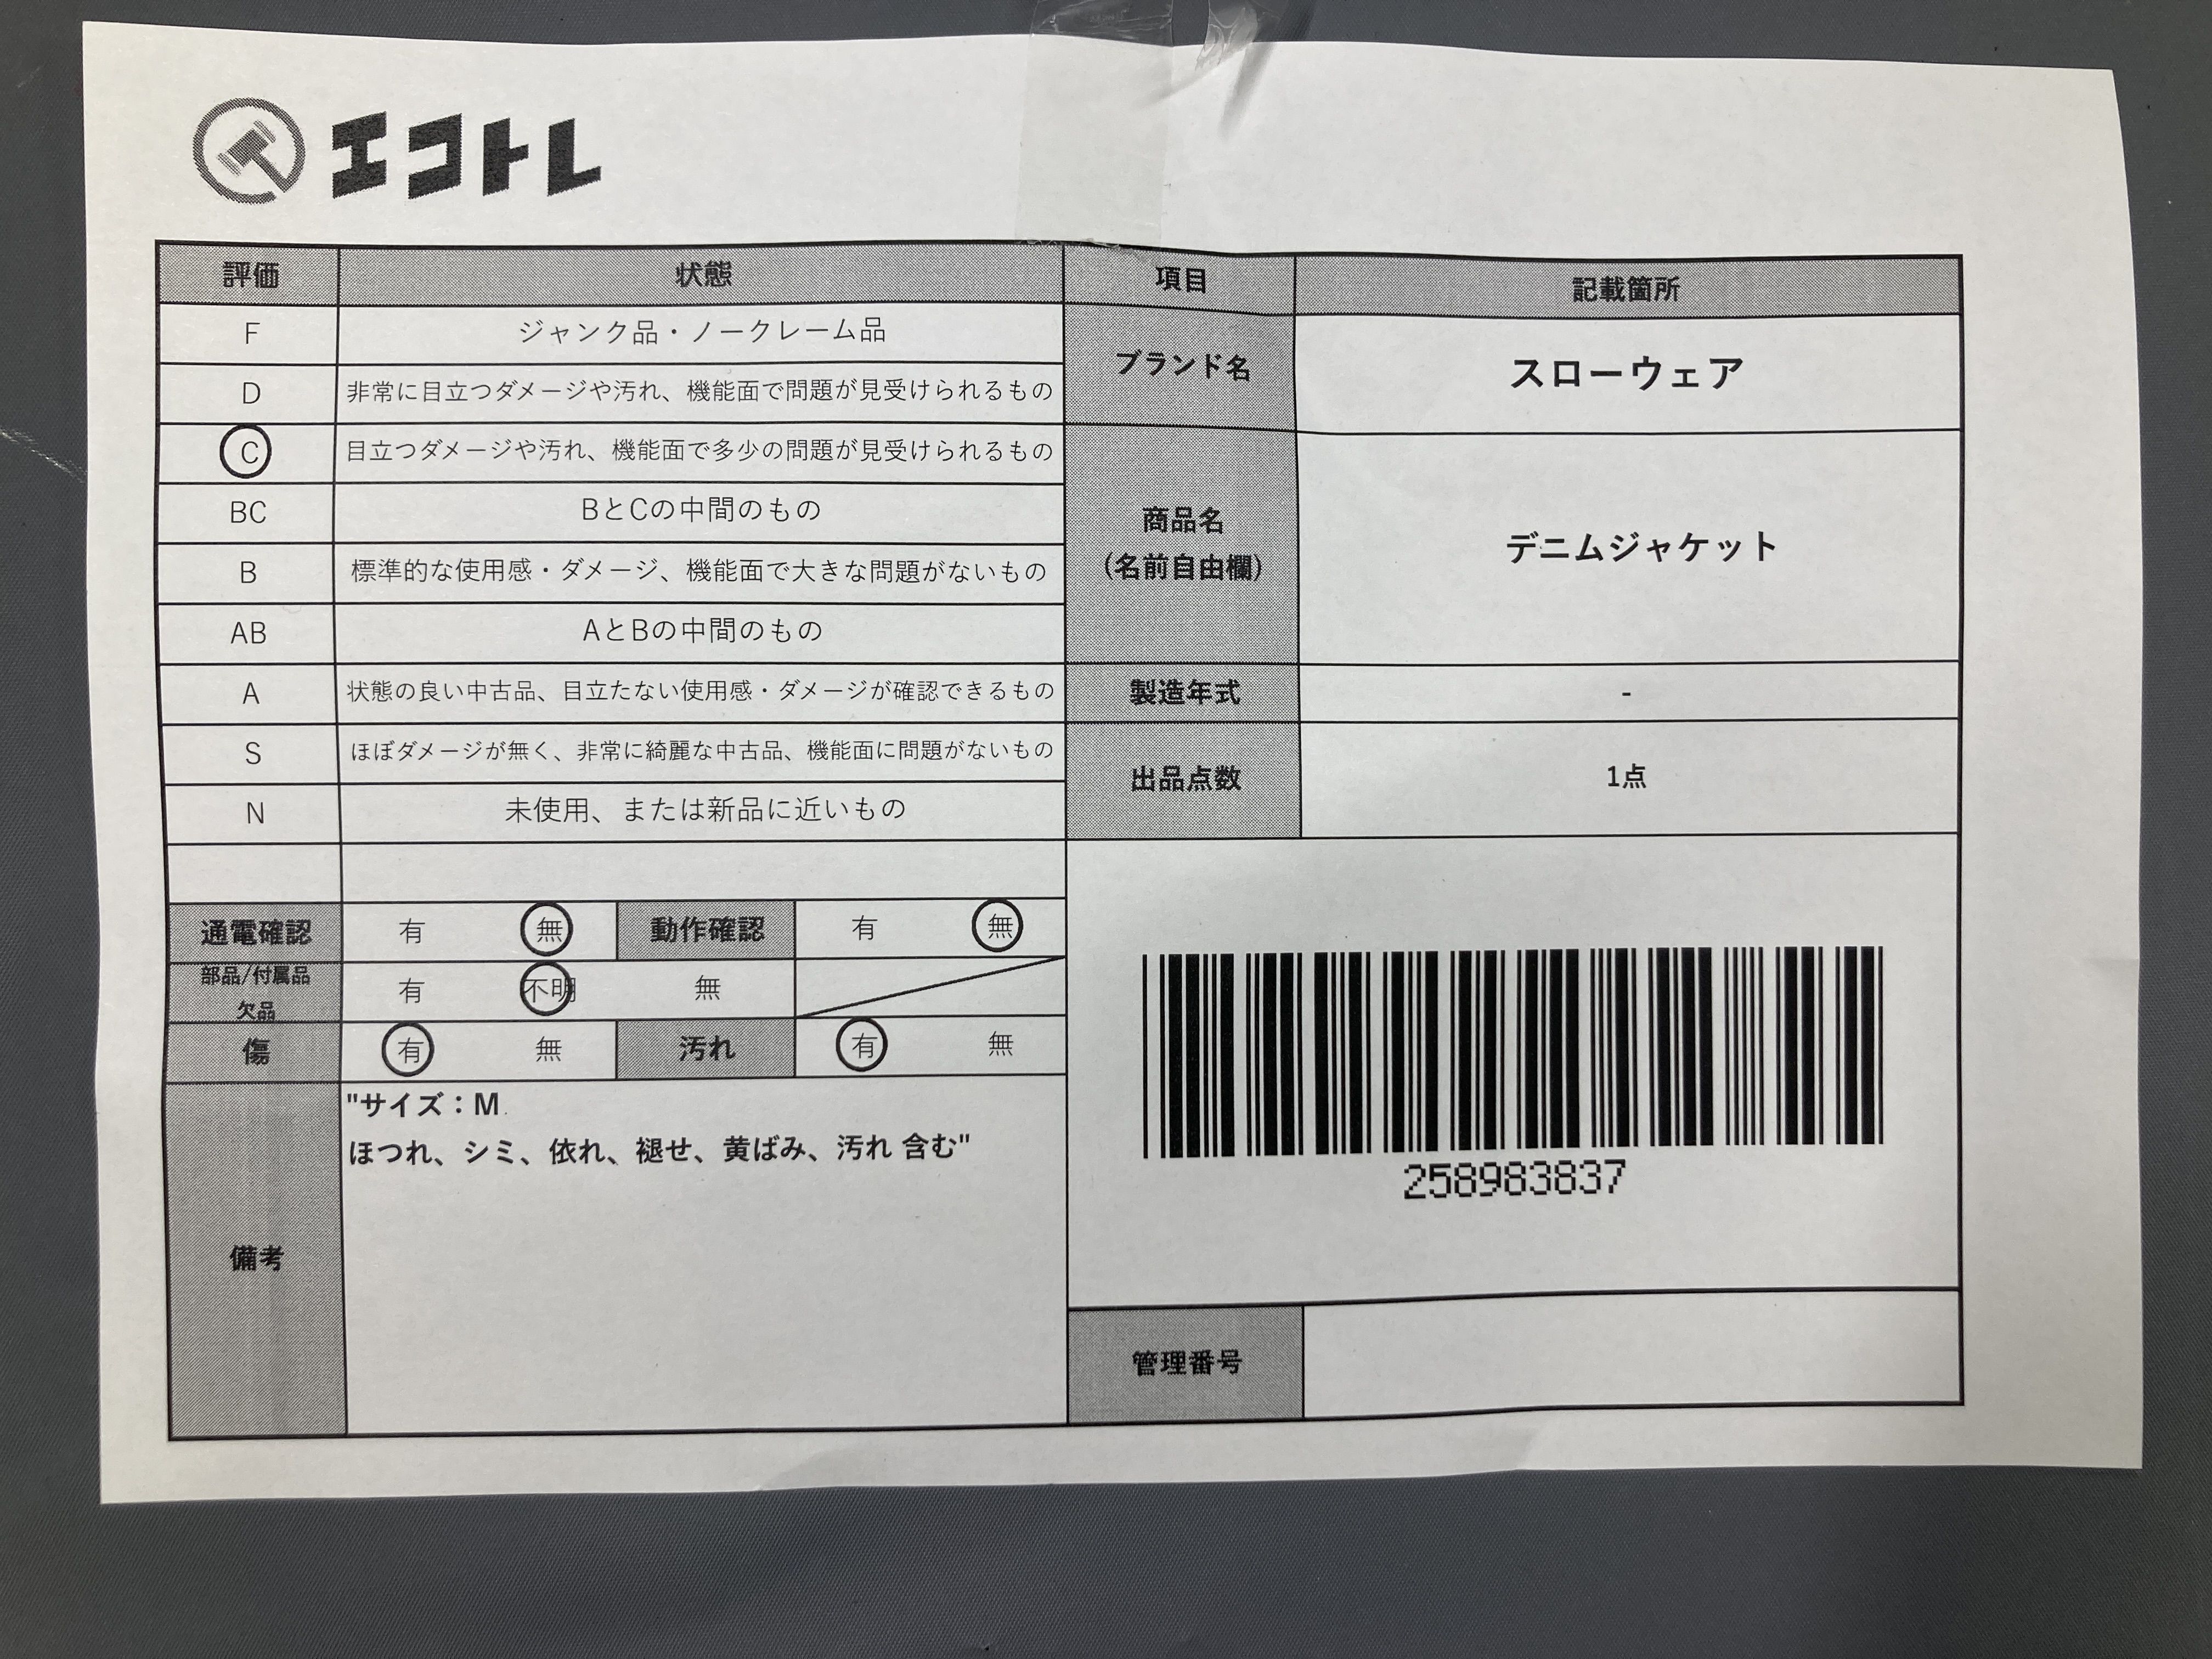 エコトレ
評価 状態 項目 記載箇所
F ジャンク品・ノークレーム品
D 非常に目立つダメージや汚れ、機能面で問題が見受けられるもの
ブランド名 スローウェア
C 目立つダメージや汚れ、機能面で多少の問題が見受けられるもの
BC BとCの中間のもの
B 標準的な使用感・ダメージ、機能面で大きな問題がないもの
商品名
(名前自由欄)
デニムジャケット
AB AとBの中間のもの
A 状態の良い中古品、目立たない使用感・ダメージが確認できるもの
製造年式 -
S ほぼダメージが無く、非常に綺麗な中古品、機能面に問題がないもの
出品点数 1点
N 未使用、または新品に近いもの
通電確認 有 無 動作確認 有 無
部品/付属品
欠品
有 不明 無
傷 有 無 汚れ 有 無
備考
"サイズ：M
ほつれ、シミ、依れ、褪せ、黄ばみ、汚れ 含む"
258983837
管理番号